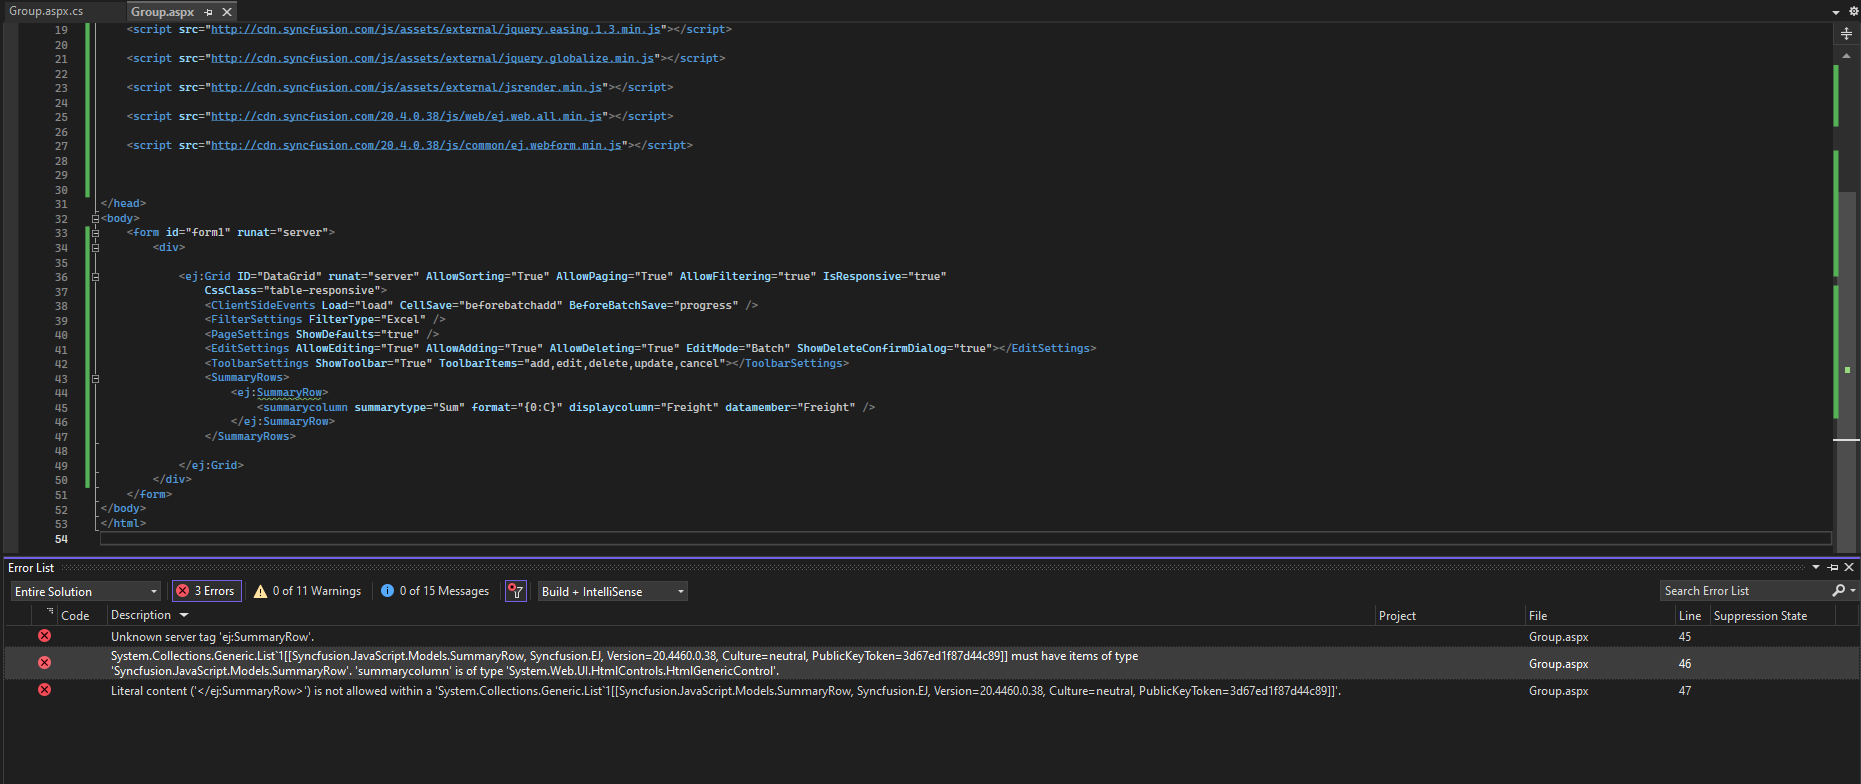 Group.aspx.cs
Group.aspx
19 <script src="http://cdn.syncfusion.com/js/assets/external/jquery.easing.1.3.min.js"></script>
20
21 <script src="http://cdn.syncfusion.com/js/assets/external/jquery.globalize.min.js"></script>
22
23 <script src="http://cdn.syncfusion.com/js/assets/external/jsrender.min.js"></script>
24
25 <script src="http://cdn.syncfusion.com/20.4.0.38/js/web/ej.web.all.min.js"></script>
26
27 <script src="http://cdn.syncfusion.com/20.4.0.38/js/common/ej.webform.min.js"></script>
28
29
30
31 </head>
32 <body>
33 <form id="form1" runat="server">
34 <div>
35
36 <ej:Grid ID="DataGrid" runat="server" AllowSorting="True" AllowPaging="True" AllowFiltering="true" IsResponsive="true"
37 CssClass="table-responsive">
38 <ClientSideEvents Load="load" CellSave="beforebatchadd" BeforeBatchSave="progress" />
39 <FilterSettings FilterType="Excel" />
40 <PageSettings ShowDefaults="true" />
41 <EditSettings AllowEditing="True" AllowAdding="True" AllowDeleting="True" EditMode="Batch" ShowDeleteConfirmDialog="true"></EditSettings>
42 <ToolbarSettings ShowToolbar="True" ToolbarItems="add,edit,delete,update,cancel"></ToolbarSettings>
43 <SummaryRows>
44 <ej:SummaryRow>
45 <summarycolumn summarytype="Sum" format="{0:C}" displaycolumn="Freight" datamember="Freight" />
46 </ej:SummaryRow>
47 </SummaryRows>
48
49 </ej:Grid>
50 </div>
51 </form>
52 </body>
53 </html>
54
Error List
Entire Solution 3 Errors 0 of 11 Warnings 0 of 15 Messages Build + IntelliSense Search Error List
Code Description Project File Line Suppression State
Unknown server tag 'ej:SummaryRow'. Group.aspx 45
System.Collections.Generic.List`1[[Syncfusion.JavaScript.Models.SummaryRow, Syncfusion.EJ, Version=20.4460.0.38, Culture=neutral, PublicKeyToken=3d67ed1f87d44c89]] must have items of type
'Syncfusion.JavaScript.Models.SummaryRow'. 'summarycolumn' is of type 'System.Web.UI.HtmlControls.HtmlGenericControl'. Group.aspx 46
Literal content ('</ej:SummaryRow>') is not allowed within a 'System.Collections.Generic.List`1[[Syncfusion.JavaScript.Models.SummaryRow, Syncfusion.EJ, Version=20.4460.0.38, Culture=neutral, PublicKeyToken=3d67ed1f87d44c89]]'. Group.aspx 47